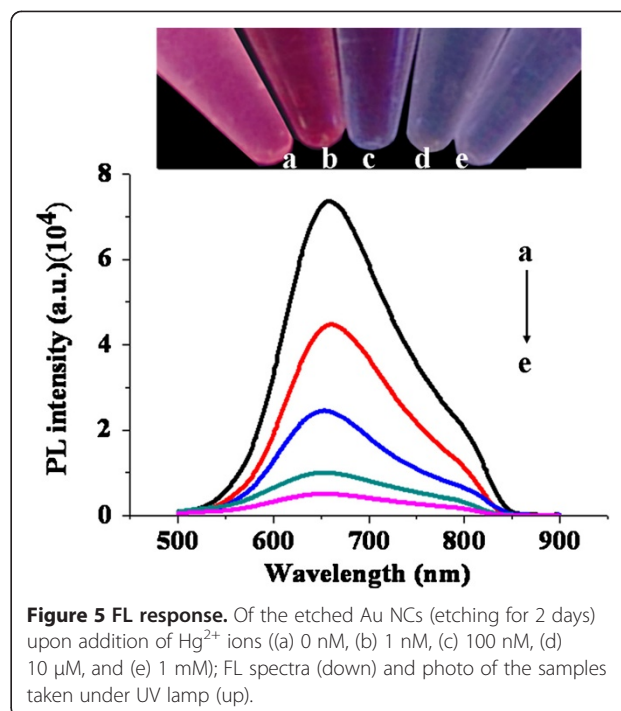 a b c d e
8
6
4
2
0
PL intensity (a.u.)(10⁴)
a
e
500 600 700 800 900
Wavelength (nm)
Figure 5 FL response. Of the etched Au NCs (etching for 2 days)
upon addition of Hg²⁺ ions ((a) 0 nM, (b) 1 nM, (c) 100 nM, (d)
10 μM, and (e) 1 mM); FL spectra (down) and photo of the samples
taken under UV lamp (up).